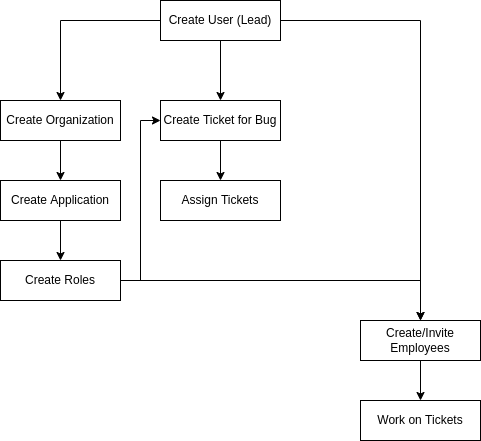 Create User (Lead)
Create Organization
Create Ticket for Bug
Create Application
Assign Tickets
Create Roles
Create/Invite
Employees
Work on Tickets